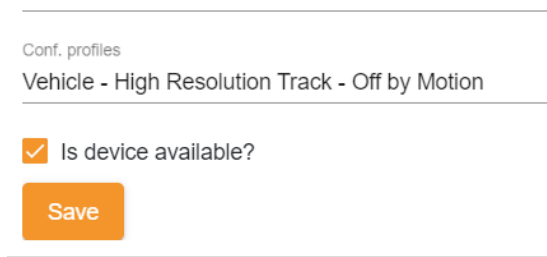 Conf. profiles
Vehicle - High Resolution Track - Off by Motion
Is device available?
Save